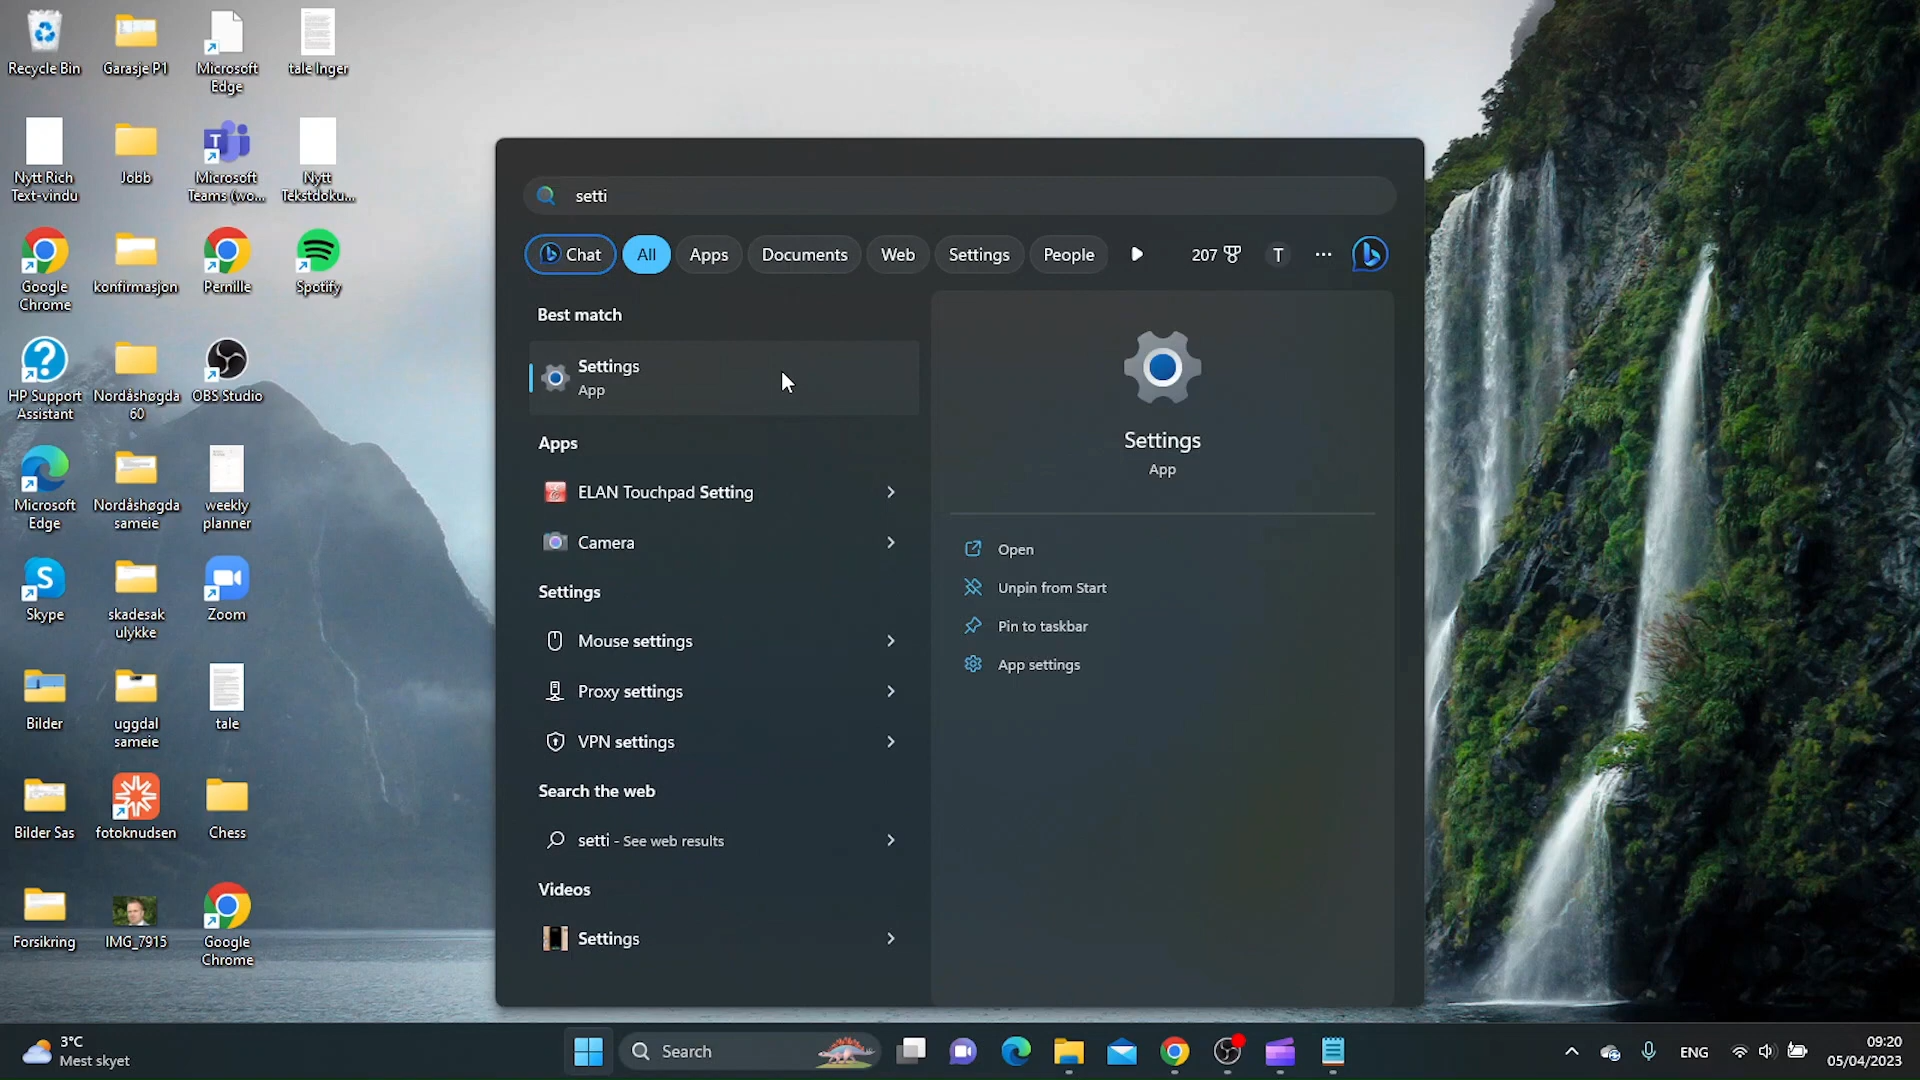 Recycle Bin
Garasje P1
Microsoft
Edge
tale Inger
Nytt Rich
Text-vindu
Jobb
Microsoft
Teams (wo...
Nytt
Tekstdoku...
Google
Chrome
konfirmasjon
Pernille
Spotify
HP Support
Assistant
Nordåshøgda
60
OBS Studio
Microsoft
Edge
Nordåshøgda
sameie
weekly
planner
Skype
skadesak
ulykke
Zoom
Bilder
uggdal
sameie
tale
Bilder Sas
fotoknudsen
Chess
Forsikring
IMG_7915
Google
Chrome
setti
Chat All Apps Documents Web Settings People 207 T ...
Best match
Settings
App
Apps
ELAN Touchpad Setting
Camera
Settings
Mouse settings
Proxy settings
VPN settings
Search the web
setti - See web results
Videos
Settings
Settings
App
Open
Unpin from Start
Pin to taskbar
App settings
3°C
Mest skyet
Search
ENG
09:20
05/04/2023